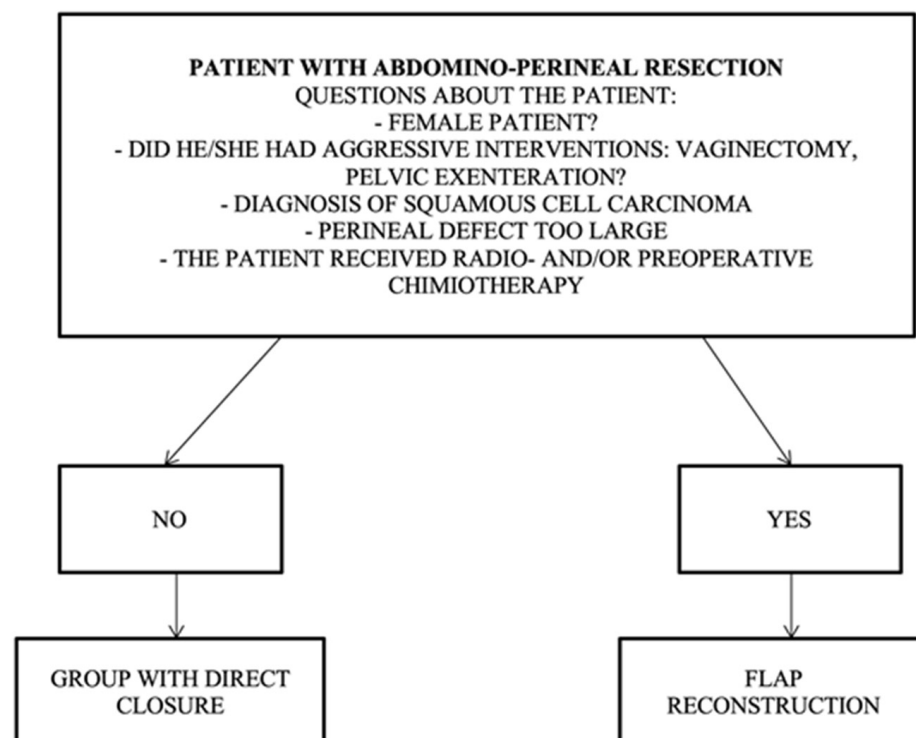 PATIENT WITH ABDOMINO-PERINEAL RESECTION
QUESTIONS ABOUT THE PATIENT:
- FEMALE PATIENT?
- DID HE/SHE HAD AGGRESSIVE INTERVENTIONS: VAGINECTOMY,
PELVIC EXENTERATION?
- DIAGNOSIS OF SQUAMOUS CELL CARCINOMA
- PERINEAL DEFECT TOO LARGE
- THE PATIENT RECEIVED RADIO- AND/OR PREOPERATIVE
CHIMIOTHERAPY
NO
YES
GROUP WITH DIRECT
CLOSURE
FLAP
RECONSTRUCTION